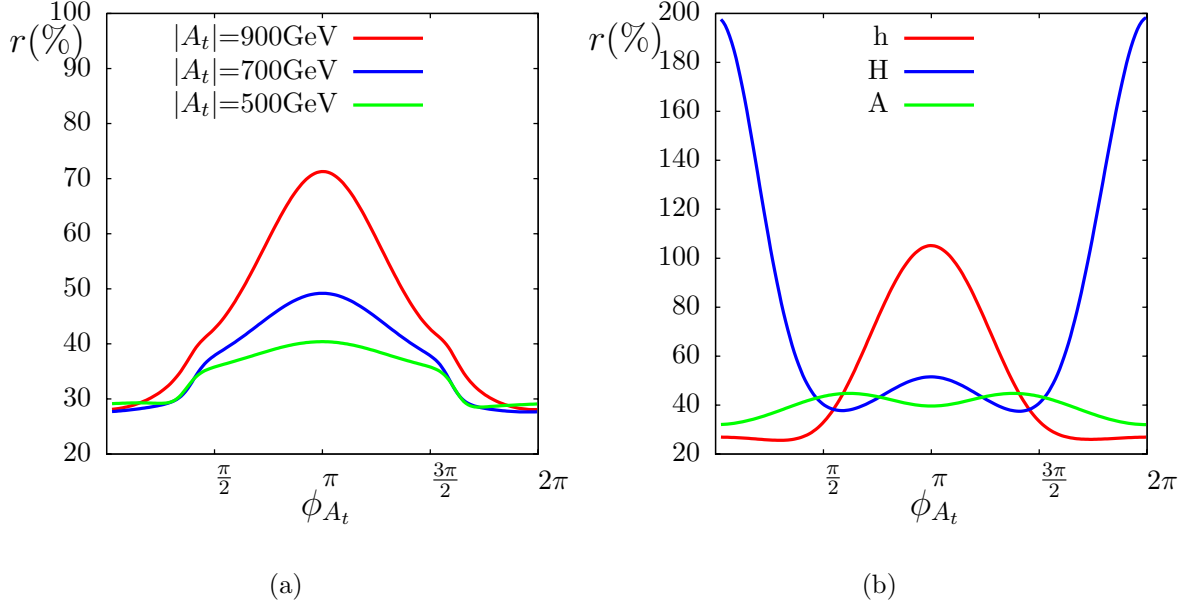 r(%)
100
90
80
70
60
50
40
30
20
|A_t|=900GeV
|A_t|=700GeV
|A_t|=500GeV
π/2
π
3π/2
2π
ϕ_{A_t}
(a)
r(%)
200
180
160
140
120
100
80
60
40
20
h
H
A
π/2
π
3π/2
2π
ϕ_{A_t}
(b)